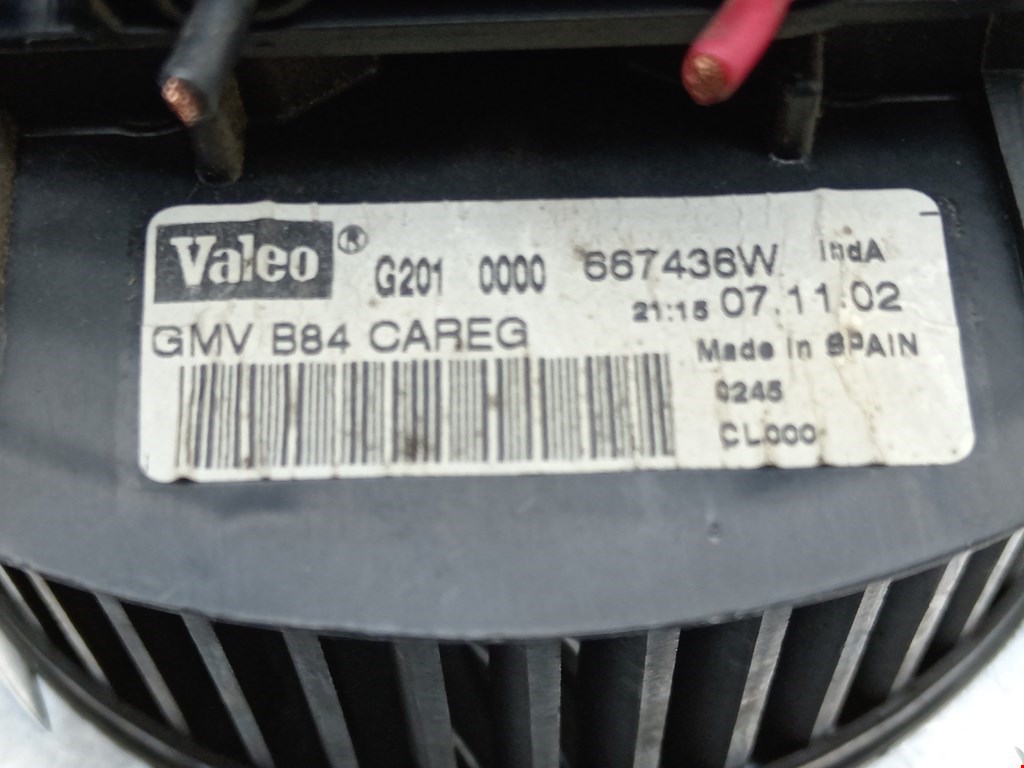 Valeo® G201 0000 667436W indA
21:15 07.11.02
GMV B84 CAREG
Made in SPAIN
0245
CL000